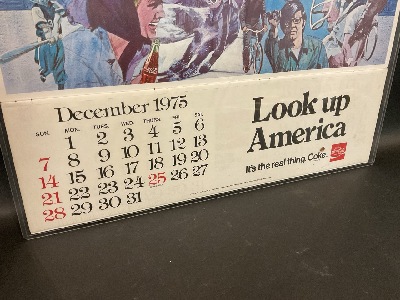 December 1975
SUN. MON. TUES. WED. THURS. FRI. SAT.
1 2 3 4 5 6
7 8 9 10 11 12 13
14 15 16 17 18 19 20
21 22 23 24 25 26 27
28 29 30 31
Look up
America
It's the real thing. Coke.